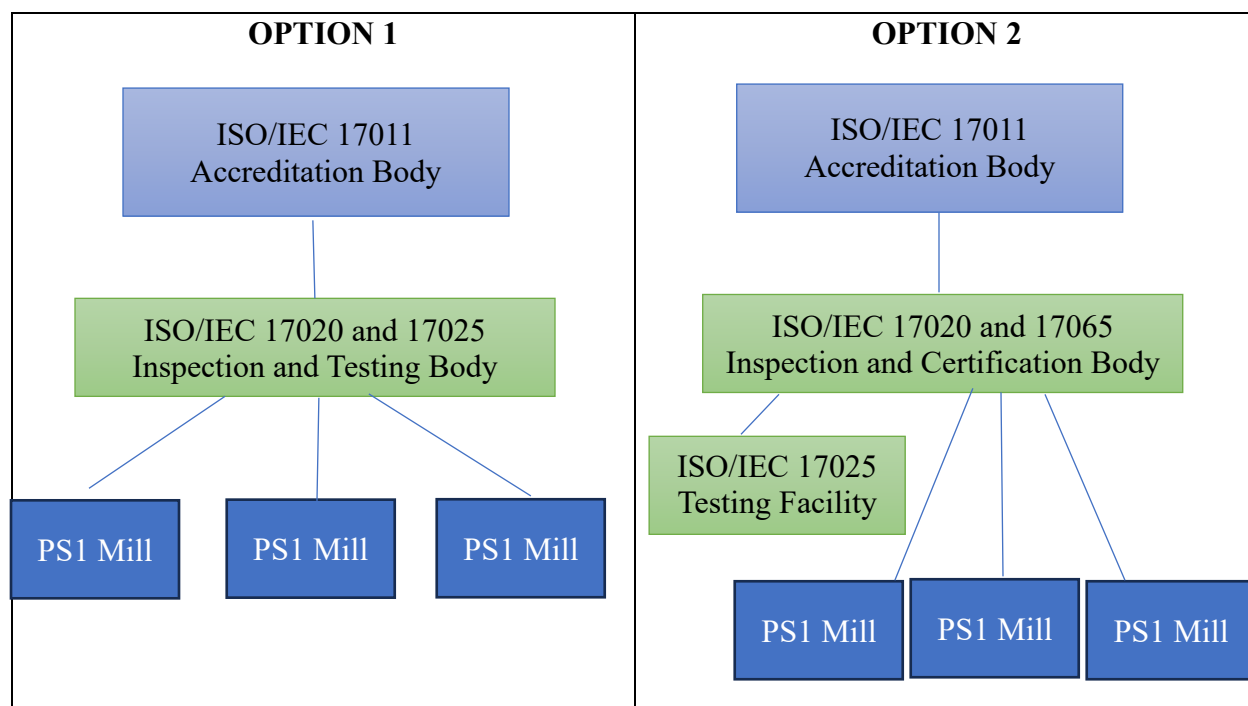 OPTION 1
ISO/IEC 17011
Accreditation Body
ISO/IEC 17020 and 17025
Inspection and Testing Body
PS1 Mill
PS1 Mill
PS1 Mill
OPTION 2
ISO/IEC 17011
Accreditation Body
ISO/IEC 17020 and 17065
Inspection and Certification Body
ISO/IEC 17025
Testing Facility
PS1 Mill
PS1 Mill
PS1 Mill